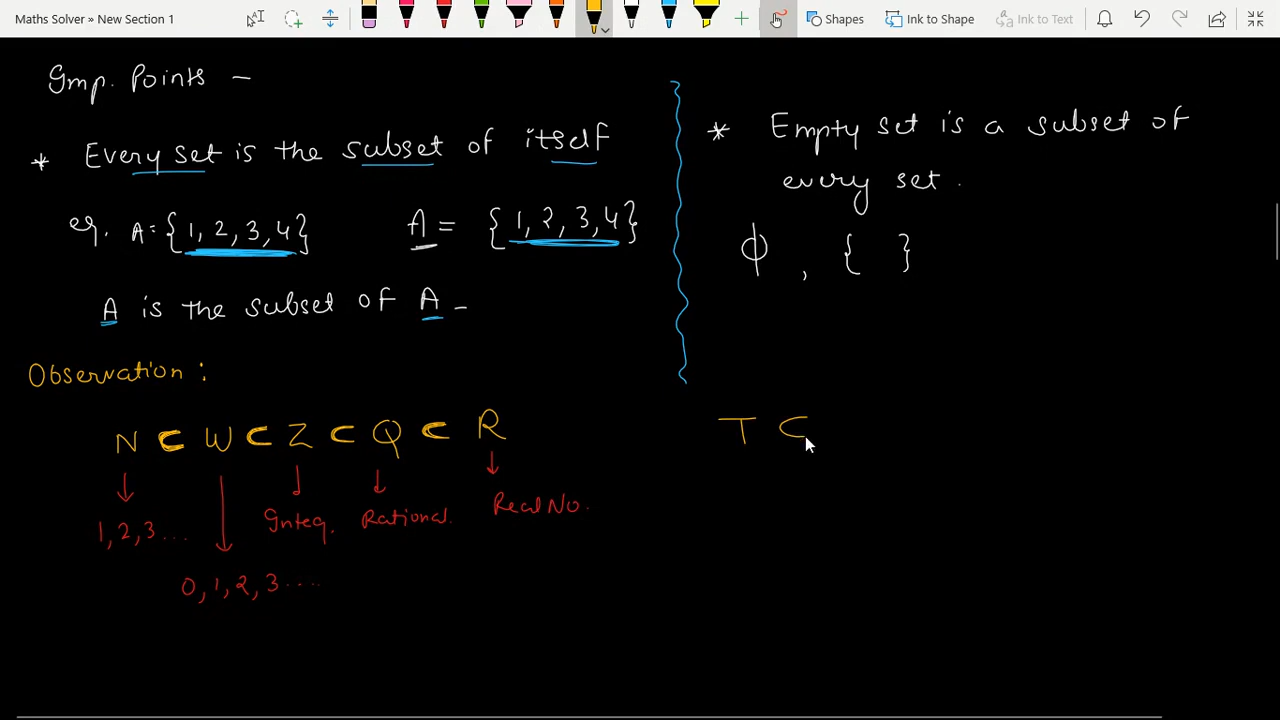 Maths Solver » New Section 1
Shapes
Ink to Shape
Ink to Text
Imp. Points –
* Every set is the subset of itself
eg. A = {1, 2, 3, 4} A = {1, 2, 3, 4}
A is the subset of A –
* Empty set is a subset of
every set.
ϕ , { }
Observation :
N ⊂ W ⊂ Z ⊂ Q ⊂ R
1, 2, 3 ...
0, 1, 2, 3 ....
Integ.
Rational.
Real No.
T ⊂